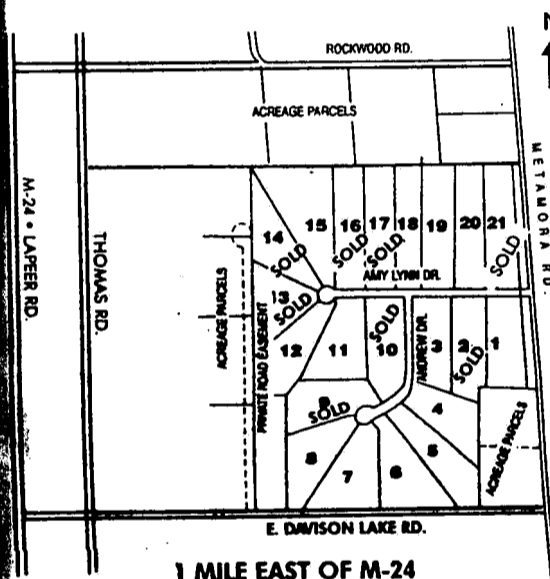 N
ROCKWOOD RD.
ACREAGE PARCELS
METAMORA RD.
M-24 • LAPEER RD.
THOMAS RD.
14
15
16
17
18
19
20
21
SOLD
SOLD
SOLD
SOLD
AMY LYNN DR.
13
SOLD
12
11
SOLD
10
ANDREW DR.
3
2
SOLD
1
ACREAGE PARCELS
PRIVATE ROAD EASEMENT
9
SOLD
8
7
6
5
4
ACREAGE PARCELS
E. DAVISON LAKE RD.
1 MILE EAST OF M-24